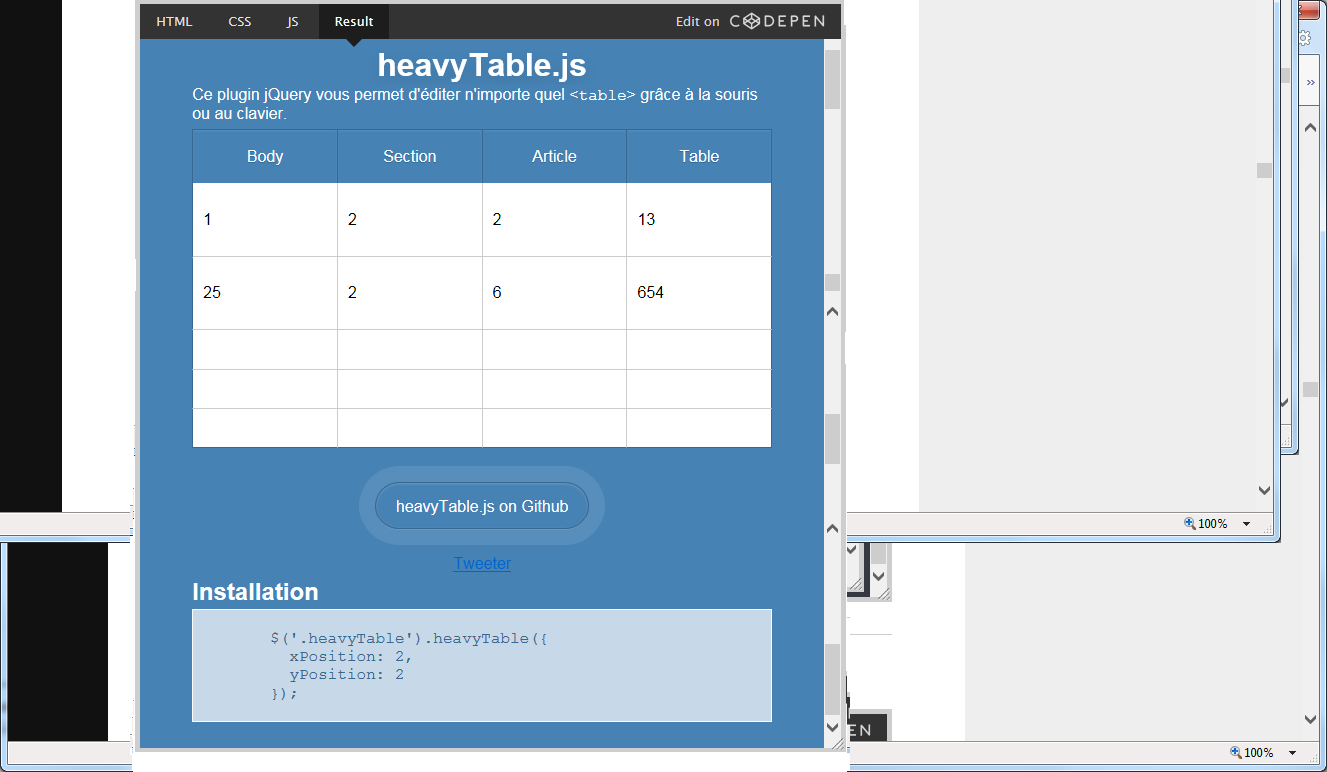 HTML CSS JS Result Edit on CODEPEN
heavyTable.js
Ce plugin jQuery vous permet d'éditer n'importe quel <table> grâce à la souris
ou au clavier.
Body Section Article Table
1 2 2 13
25 2 6 654
heavyTable.js on Github
Tweeter
Installation
$('.heavyTable').heavyTable({
xPosition: 2,
yPosition: 2
});
»
100%
EN
100%